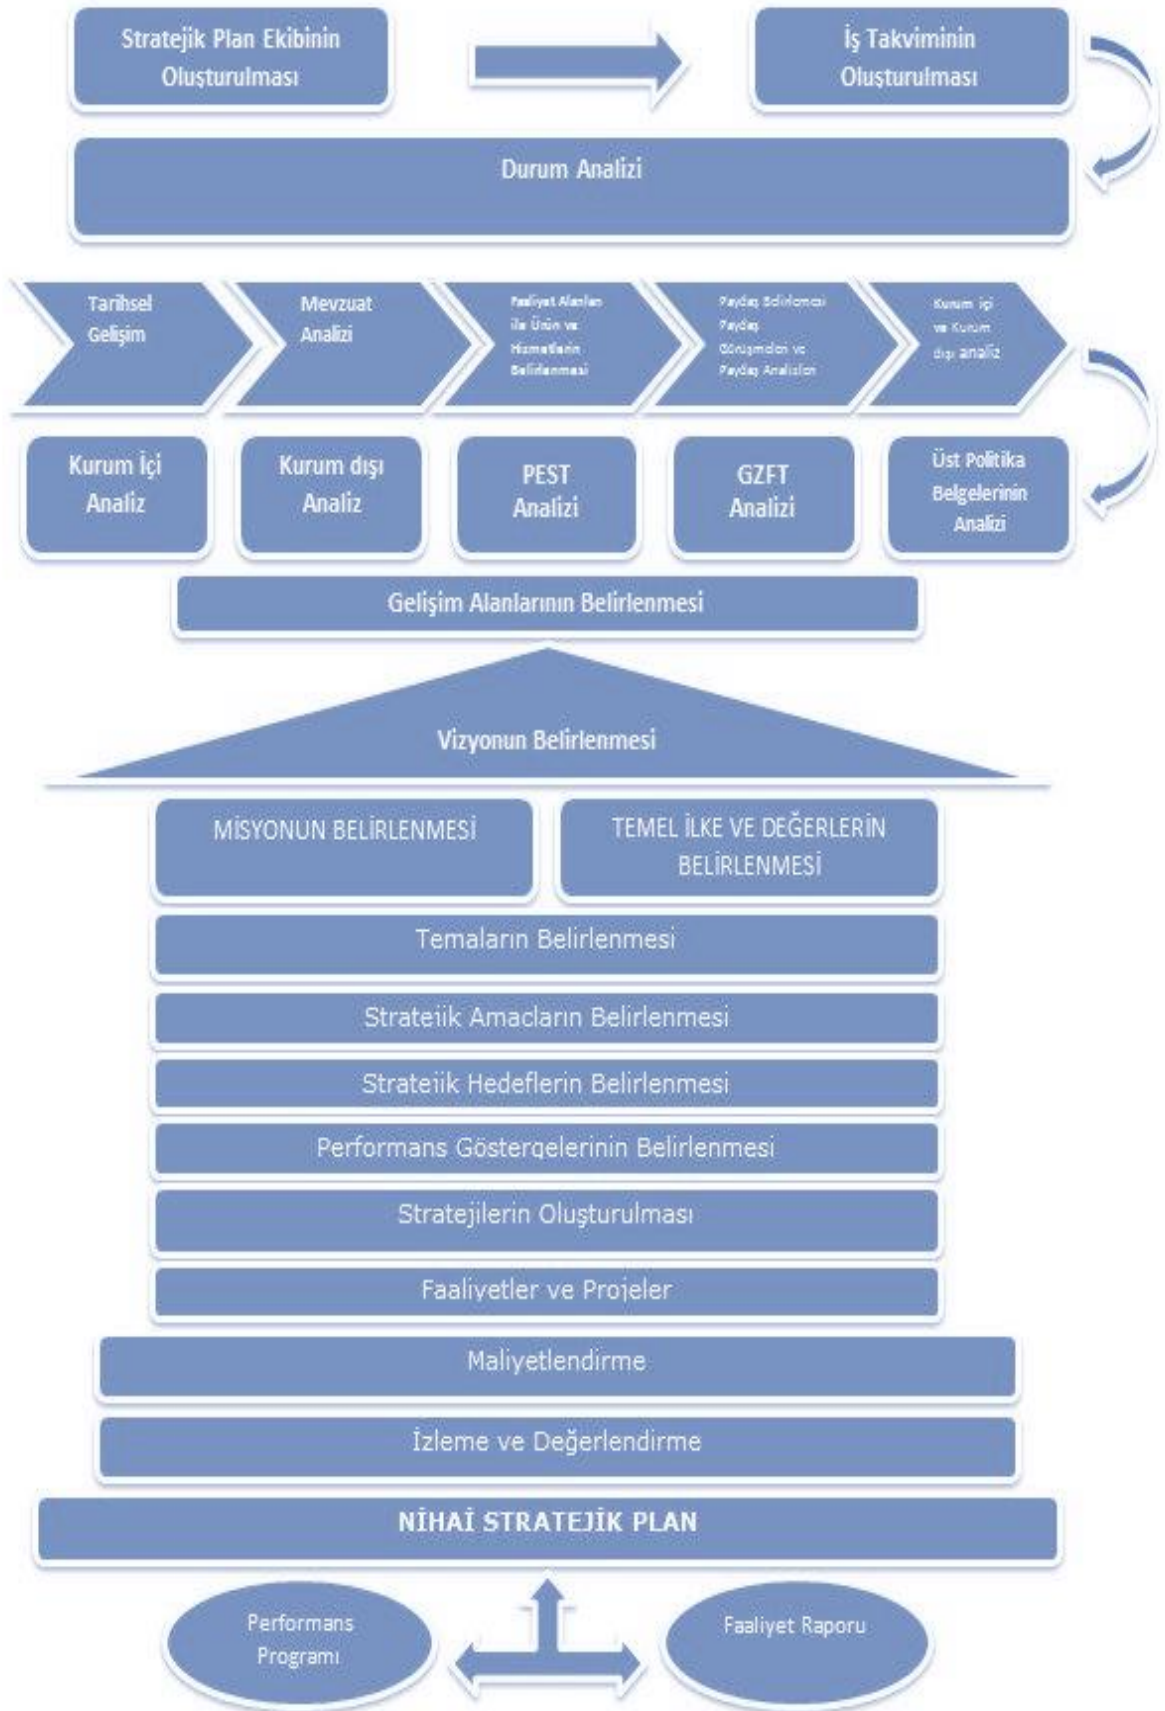 Stratejik Plan Ekibinin
Oluşturulması
İş Takviminin
Oluşturulması
Durum Analizi
Tarihsel
Gelişim
Mevzuat
Analizi
Faaliyet Alanları
ile Ürün ve
Hizmetlerin
Belirlenmesi
Paydaş Belirlemesi
Paydaş
Görüşmeleri ve
Paydaş Analizleri
Kurum içi
ve Kurum
dışı analiz
Kurum İçi
Analiz
Kurum dışı
Analiz
PEST
Analizi
GZFT
Analizi
Üst Politika
Belgelerinin
Analizi
Gelişim Alanlarının Belirlenmesi
Vizyonun Belirlenmesi
MİSYONUN BELİRLENMESİ
TEMEL İLKE VE DEĞERLERİN
BELİRLENMESİ
Temaların Belirlenmesi
Stratejik Amaçların Belirlenmesi
Stratejik Hedeflerin Belirlenmesi
Performans Göstergelerinin Belirlenmesi
Stratejilerin Oluşturulması
Faaliyetler ve Projeler
Maliyetlendirme
İzleme ve Değerlendirme
NİHAİ STRATEJİK PLAN
Performans
Programı
Faaliyet Raporu